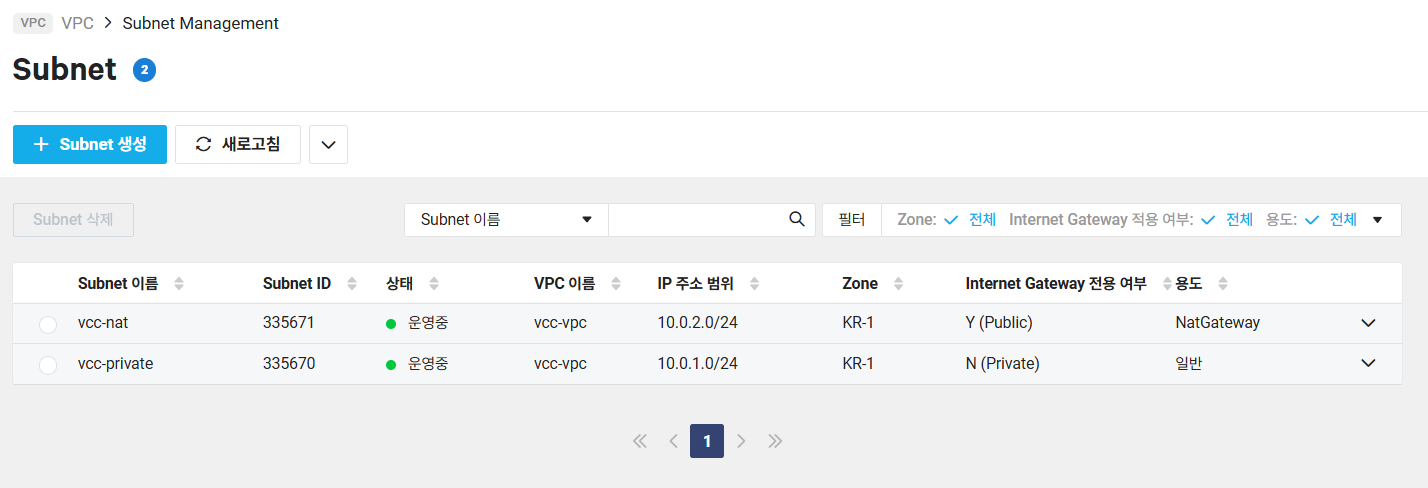 VPC VPC > Subnet Management
Subnet 2
+ Subnet 생성 새로고침
Subnet 삭제 Subnet 이름 필터 Zone: 전체 Internet Gateway 적용 여부: 전체 용도: 전체
Subnet 이름 Subnet ID 상태 VPC 이름 IP 주소 범위 Zone Internet Gateway 전용 여부 용도
vcc-nat 335671 운영중 vcc-vpc 10.0.2.0/24 KR-1 Y (Public) NatGateway
vcc-private 335670 운영중 vcc-vpc 10.0.1.0/24 KR-1 N (Private) 일반
1